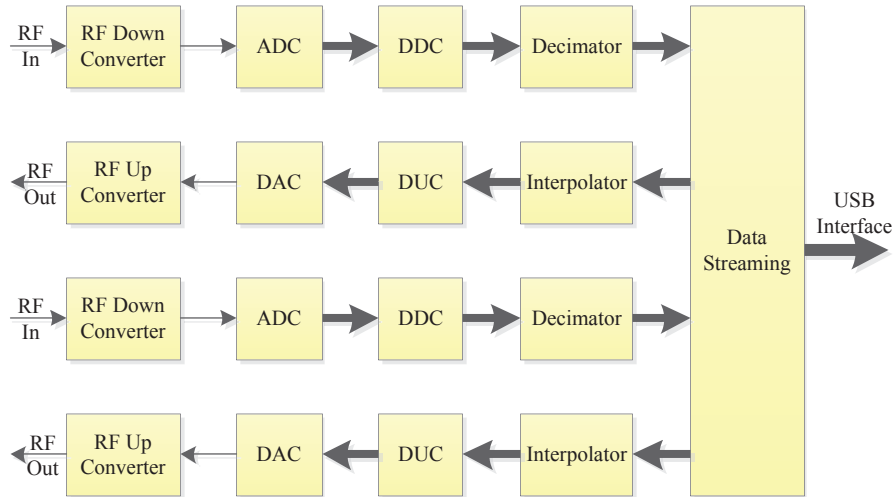 RF
In
RF Down
Converter
ADC
DDC
Decimator
RF
Out
RF Up
Converter
DAC
DUC
Interpolator
RF
In
RF Down
Converter
ADC
DDC
Decimator
RF
Out
RF Up
Converter
DAC
DUC
Interpolator
Data
Streaming
USB
Interface